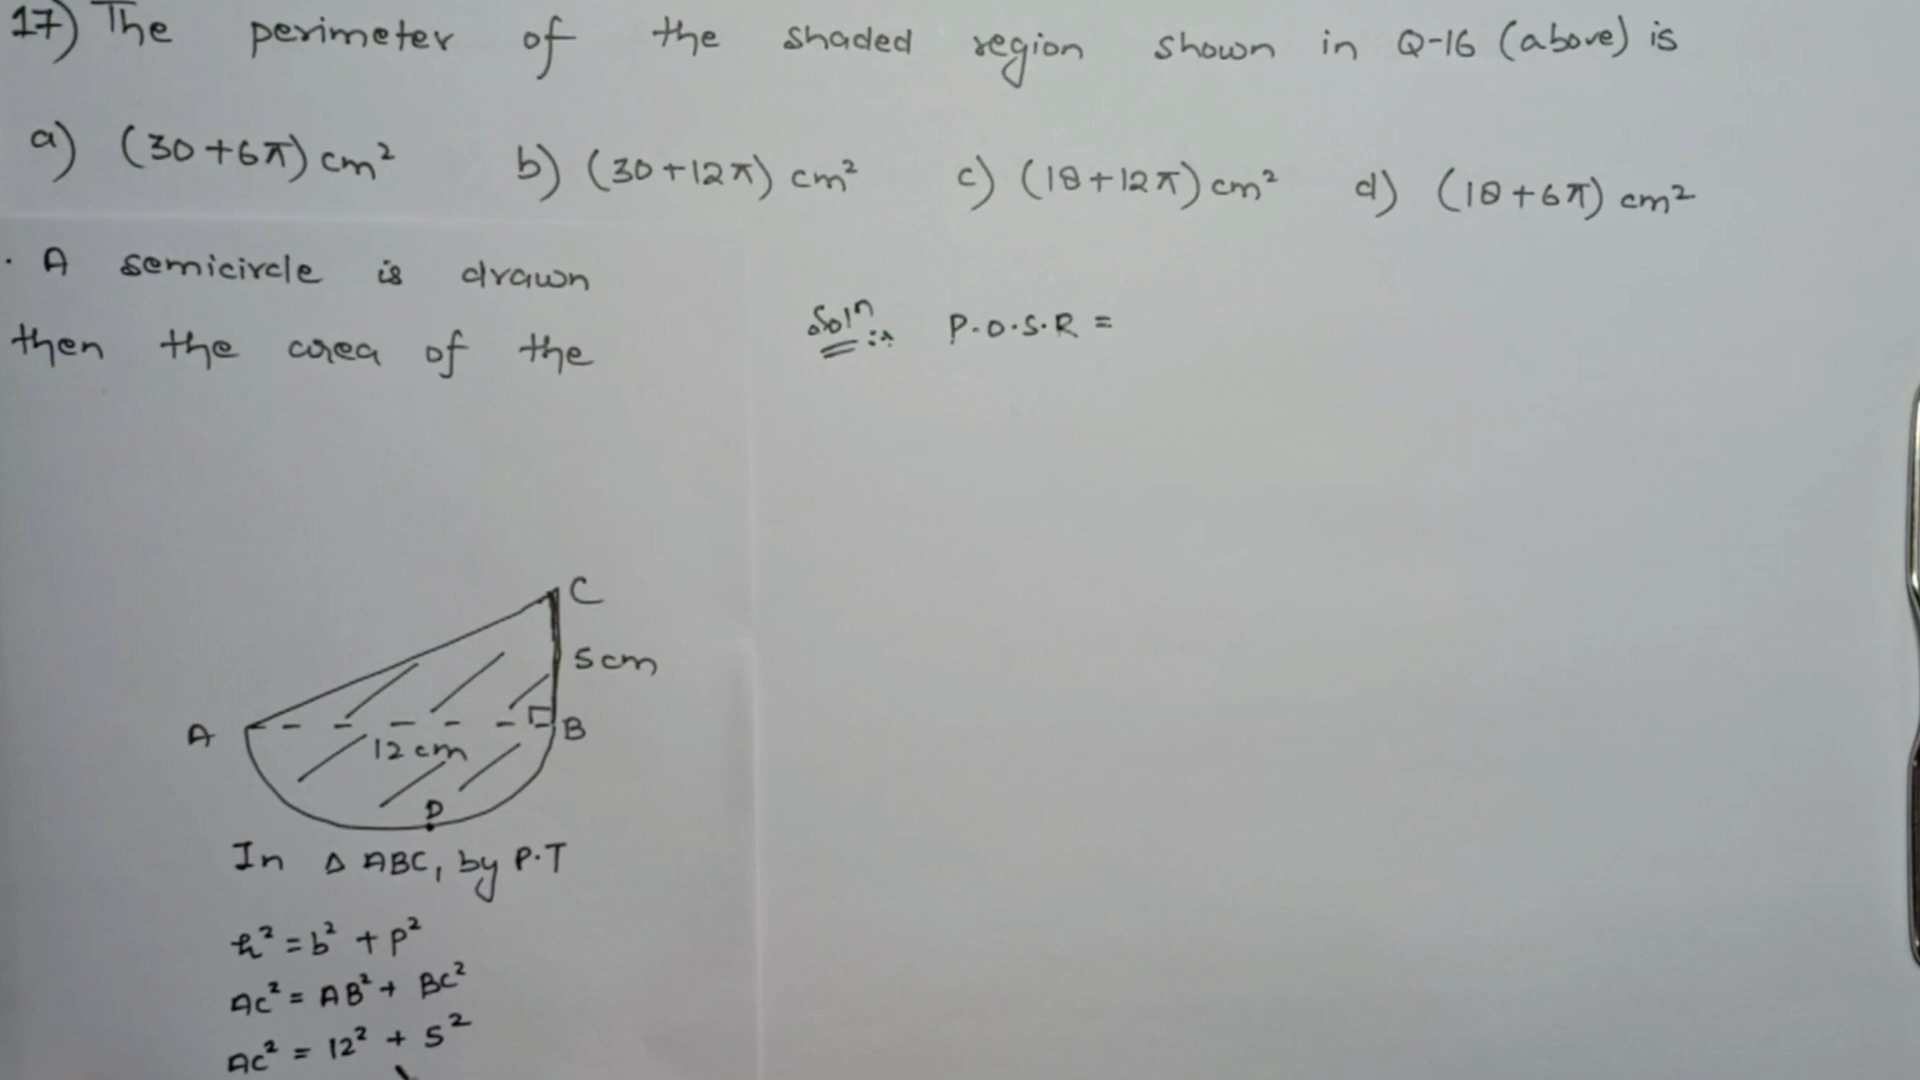 17) The perimeter of the shaded region shown in Q-16 (above) is
a) (30+6π) cm² b) (30+12π) cm² c) (18+12π) cm² d) (18+6π) cm²
. A semicircle is drawn
then the area of the
Soln :- P.O.S.R =
C
5cm
A
B
12 cm
D
In Δ ABC, by P.T
h² = b² + p²
AC² = AB² + BC²
AC² = 12² + 5²